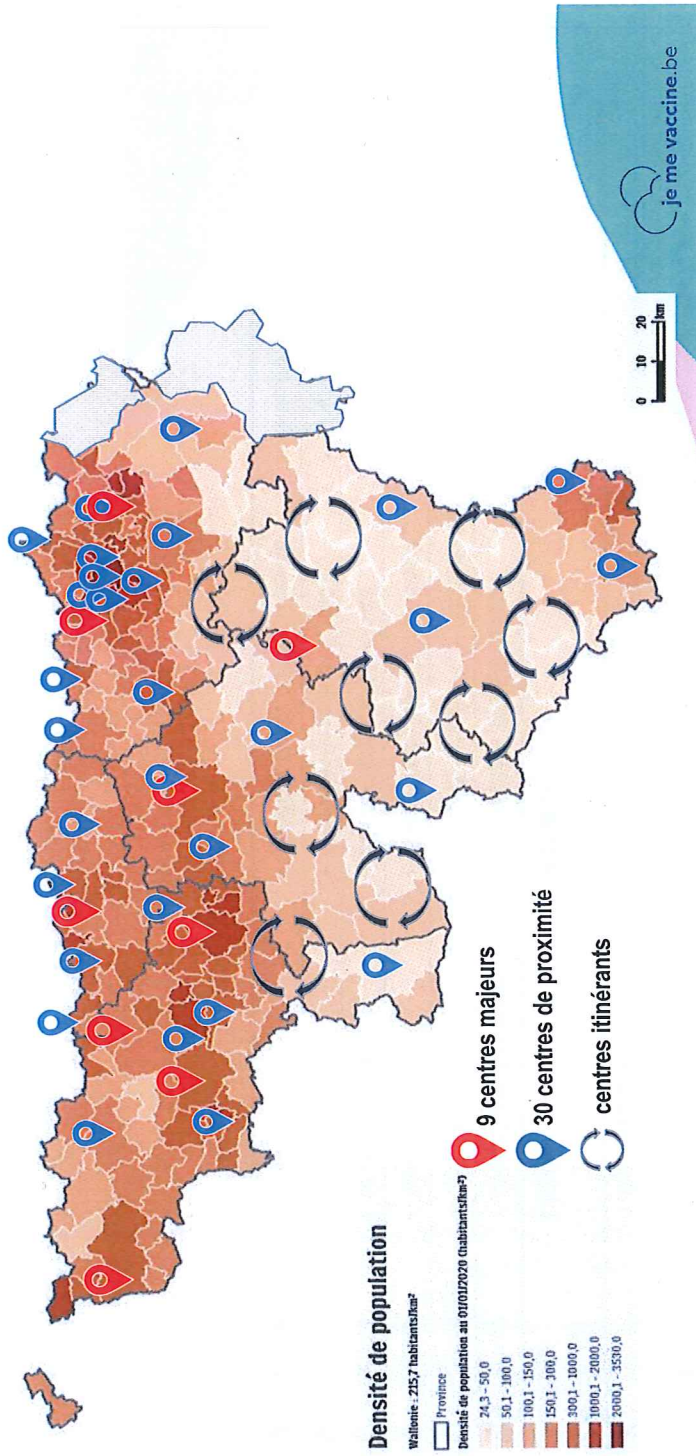 Densité de population
Wallonie : 215,7 habitants/km²
Province
Densité de population au 01/01/2020 (habitants/km²)
24,3 – 50,0
50,1 – 100,0
100,1 – 150,0
150,1 – 300,0
300,1 – 1000,0
1000,1 – 2000,0
2000,1 – 3530,0
9 centres majeurs
30 centres de proximité
centres itinérants
0 10 20
km
je me vaccine.be